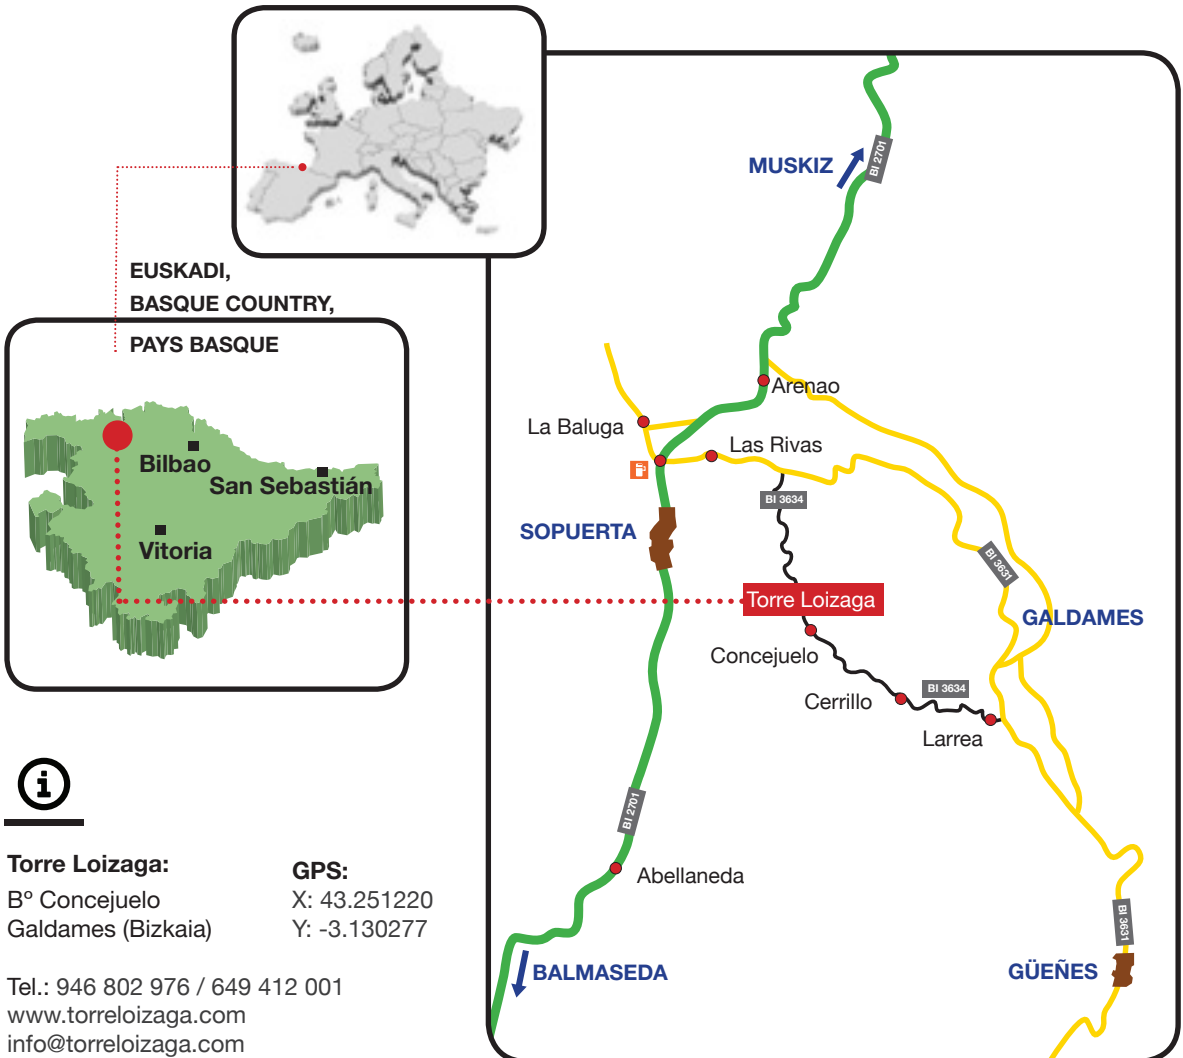 EUSKADI,
BASQUE COUNTRY,
PAYS BASQUE
Bilbao
San Sebastián
Vitoria
MUSKIZ
BI 2701
Arenao
La Baluga
Las Rivas
BI 3634
SOPUERTA
BI 3631
Torre Loizaga
GALDAMES
Concejuelo
Cerrillo
BI 3634
Larrea
BI 2701
Abellaneda
BI 3631
BALMASEDA
GÜEÑES
Torre Loizaga:
Bº Concejuelo
Galdames (Bizkaia)
GPS:
X: 43.251220
Y: -3.130277
Tel.: 946 802 976 / 649 412 001
www.torreloizaga.com
info@torreloizaga.com